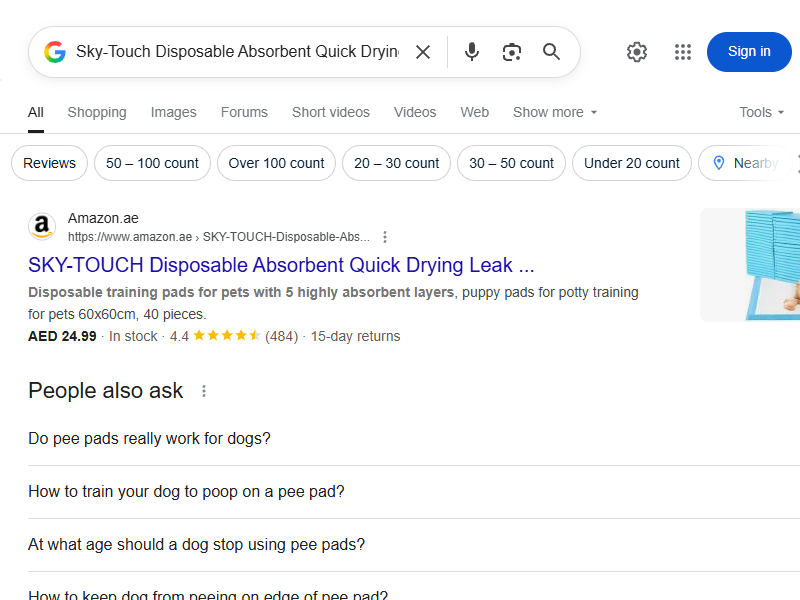 Sky-Touch Disposable Absorbent Quick Drying
Sign in
All
Shopping
Images
Forums
Short videos
Videos
Web
Show more
Tools
Reviews
50 – 100 count
Over 100 count
20 – 30 count
30 – 50 count
Under 20 count
Nearby
a
Amazon.ae
https://www.amazon.ae › SKY-TOUCH-Disposable-Abs...
SKY-TOUCH Disposable Absorbent Quick Drying Leak ...
Disposable training pads for pets with 5 highly absorbent layers, puppy pads for potty training
for pets 60x60cm, 40 pieces.
AED 24.99 · In stock · 4.4 ★★★★★ (484) · 15-day returns
People also ask
Do pee pads really work for dogs?
How to train your dog to poop on a pee pad?
At what age should a dog stop using pee pads?
How to keep dog from peeing on edge of pee pad?